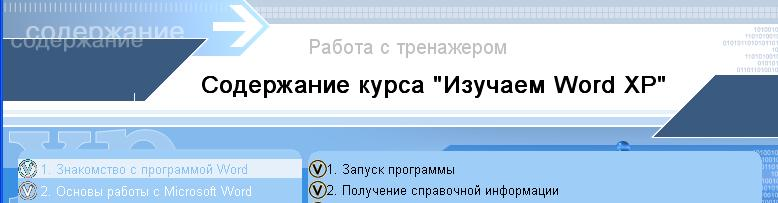 содержание
содержание
Работа с тренажером
Содержание курса "Изучаем Word XP"
xp
1. Знакомство с программой Word
2. Основы работы с Microsoft Word
1. Запуск программы
2. Получение справочной информации